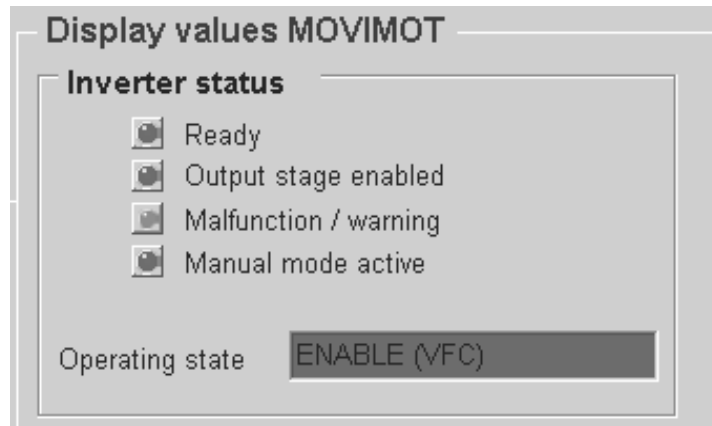 Display values MOVIMOT
Inverter status
Ready
Output stage enabled
Malfunction / warning
Manual mode active
Operating state ENABLE (VFC)